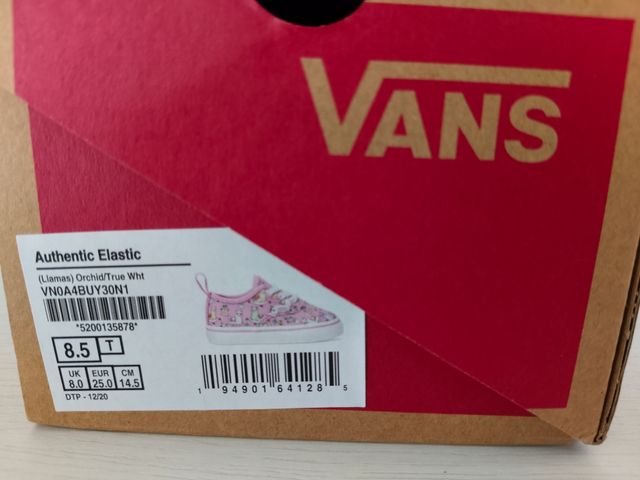 VANS
Authentic Elastic
(Llamas) Orchid/True Wht
VN0A4BUY30N1
*5200135878*
8.5 T
UK EUR CM
8.0 25.0 14.5
DTP - 12/20
1 94901 64128 5